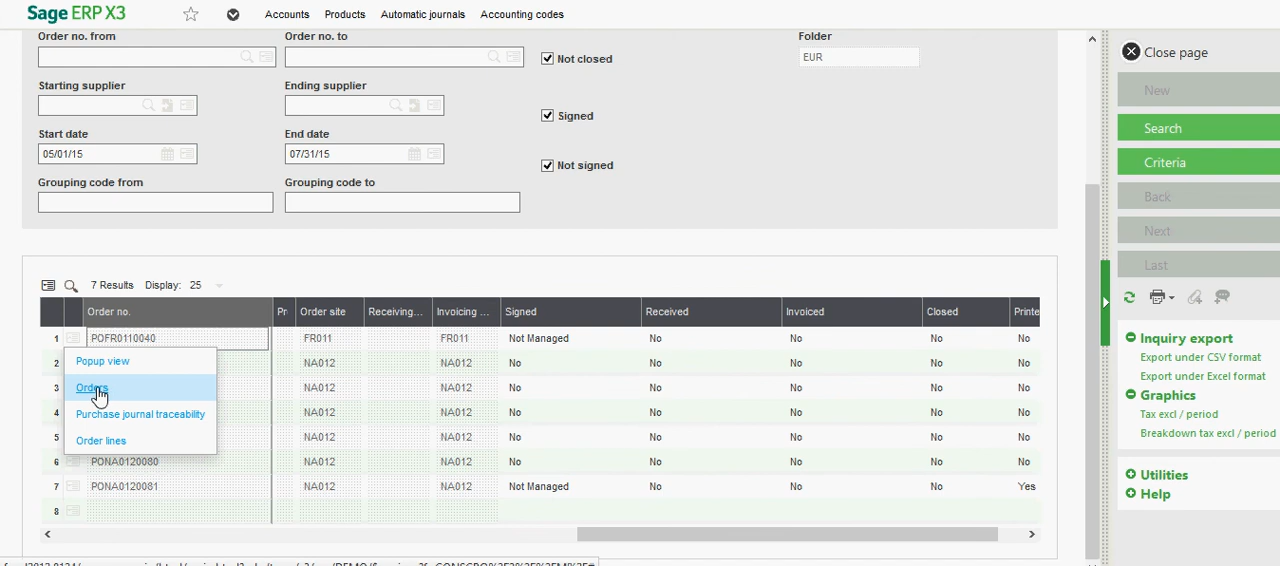 Sage ERP X3 Accounts Products Automatic journals Accounting codes
Order no. from Order no. to Folder
Not closed EUR
Starting supplier Ending supplier
Signed
Start date End date
05/01/15 07/31/15
Not signed
Grouping code from Grouping code to
7 Results Display: 25
Order no. Pr Order site Receiving... Invoicing ... Signed Received Invoiced Closed Printe
1 POFR0110040 FR011 FR011 Not Managed No No No No
2 NA012 NA012 No No No No No
3 NA012 NA012 No No No No No
4 NA012 NA012 No No No No No
5 NA012 NA012 No No No No No
6 PONA0120080 NA012 NA012 No No No No No
7 PONA0120081 NA012 NA012 Not Managed No No No Yes
8
Popup view
Orders
Purchase journal traceability
Order lines
Close page
New
Search
Criteria
Back
Next
Last
Inquiry export
Export under CSV format
Export under Excel format
Graphics
Tax excl / period
Breakdown tax excl / period
Utilities
Help